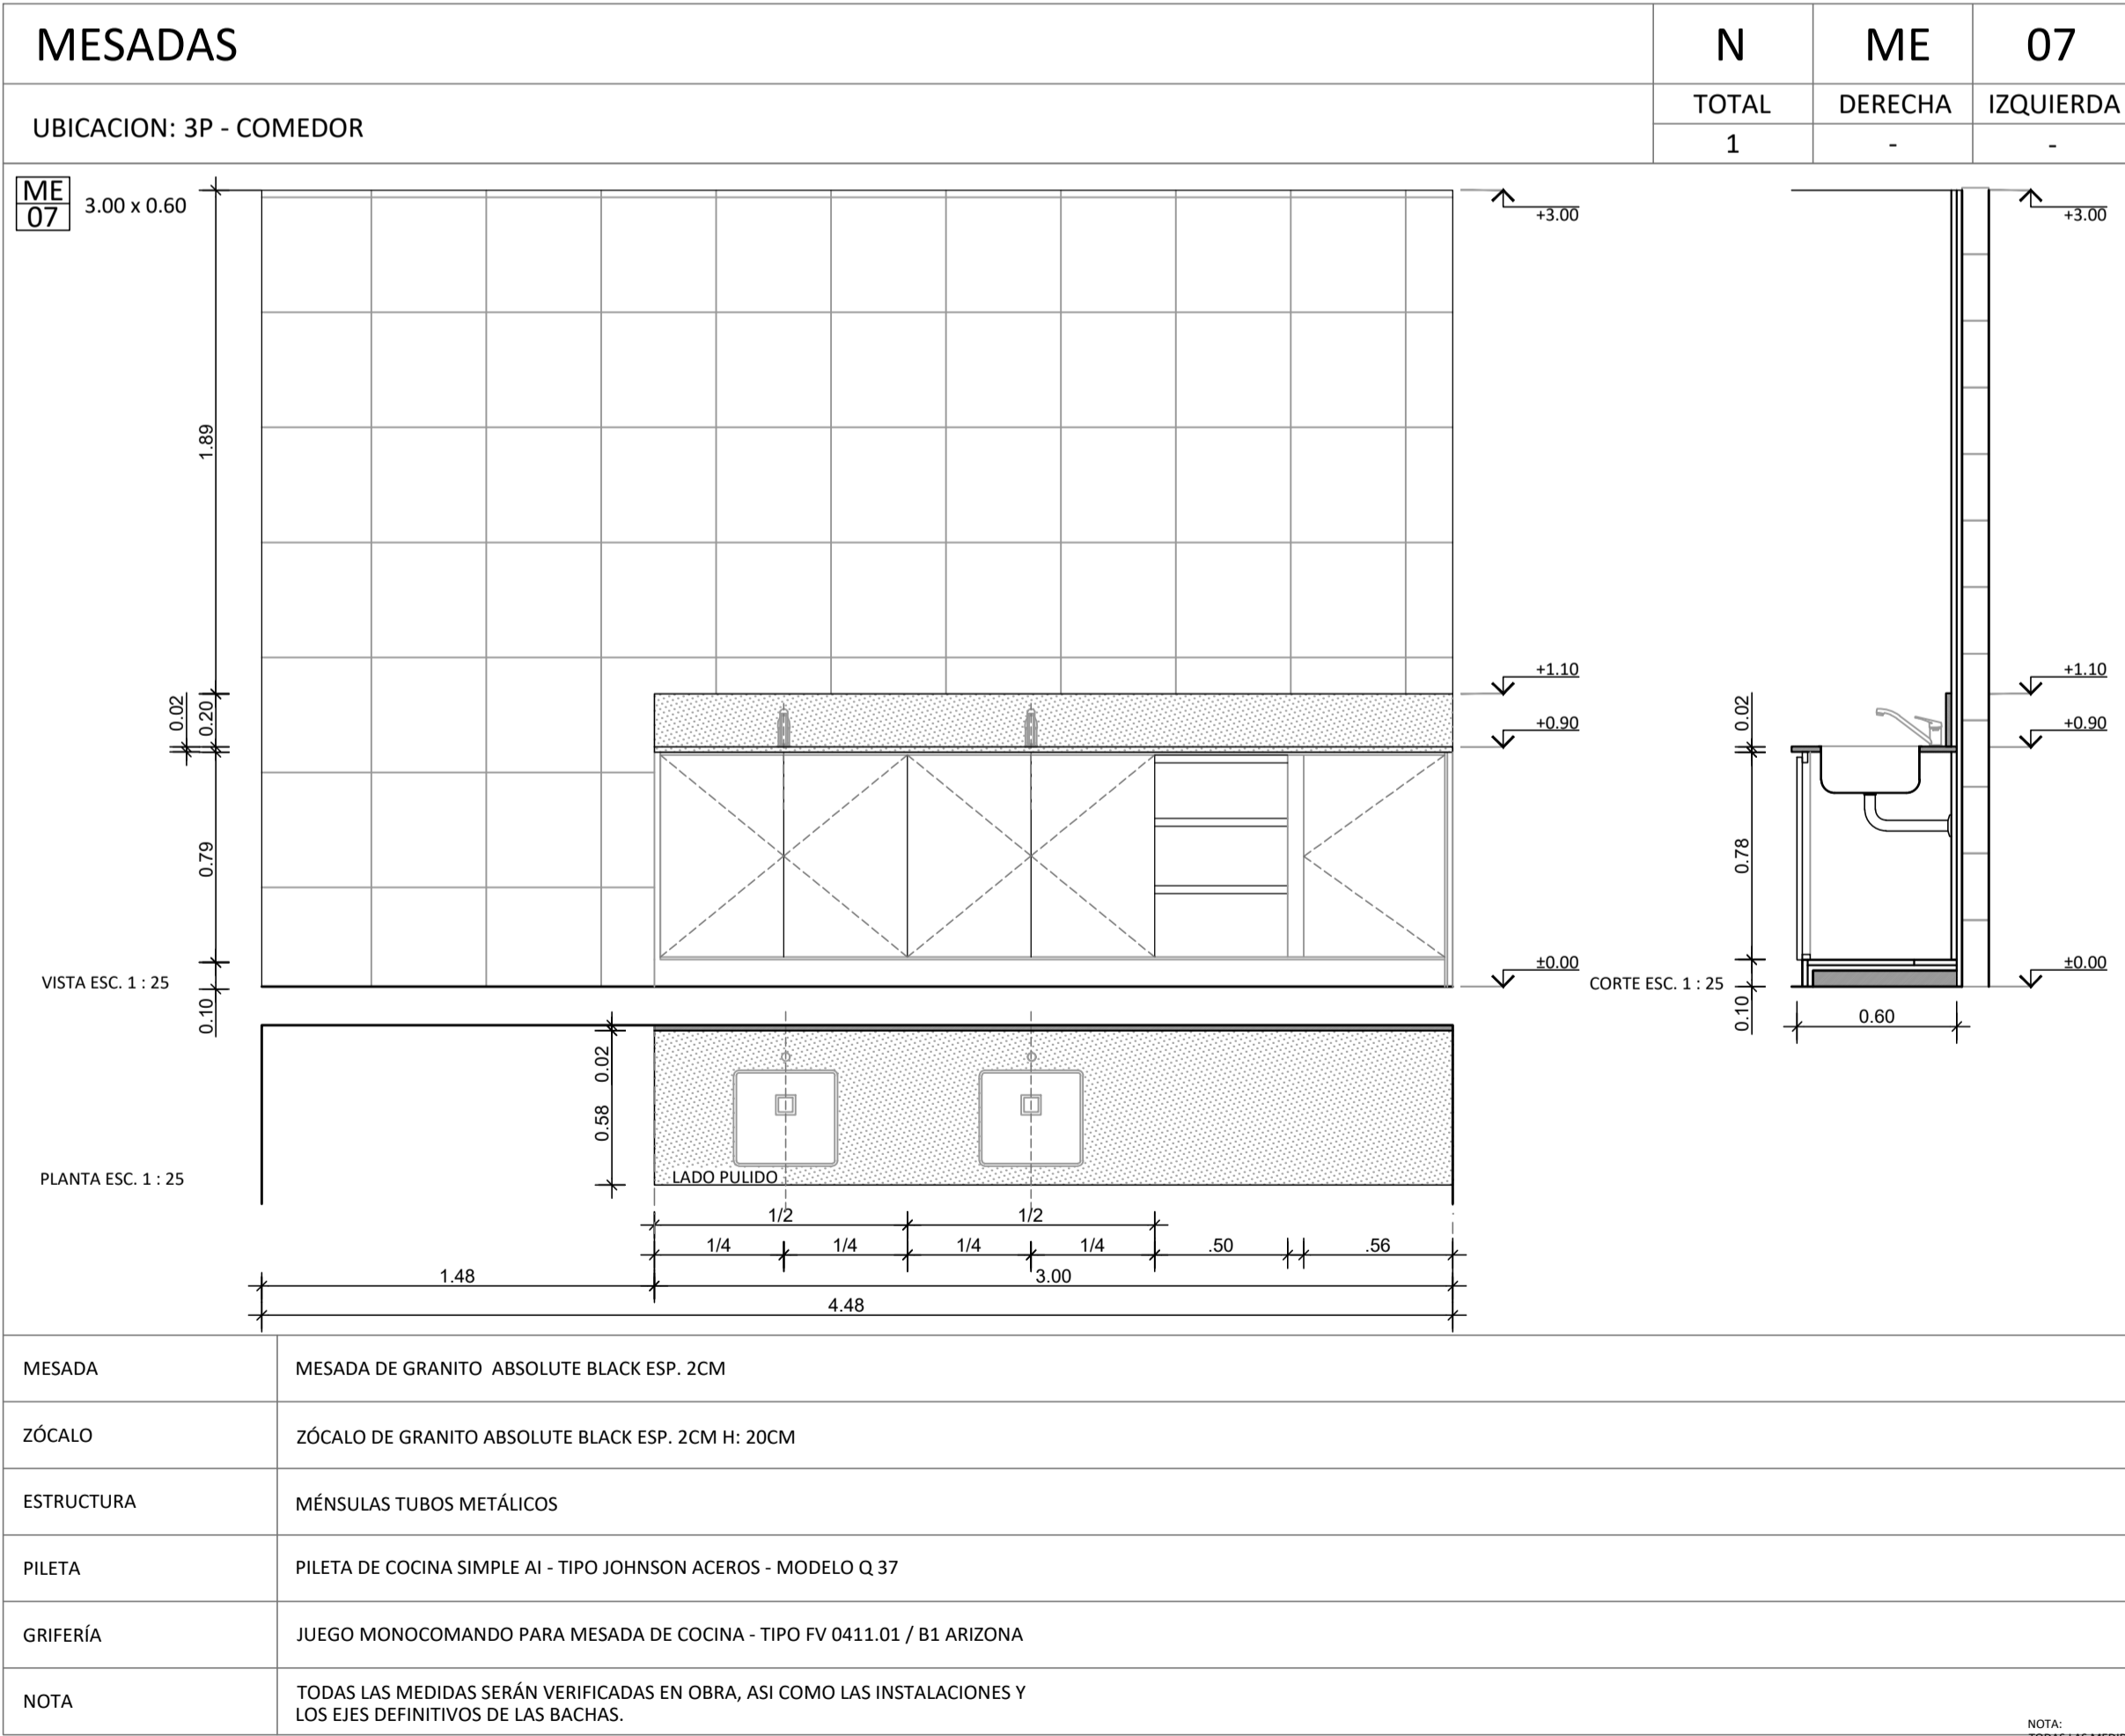 MESADAS
N
ME
07
UBICACION: 3P - COMEDOR
TOTAL
DERECHA
IZQUIERDA
1
-
-
ME
07
3.00 x 0.60
+3.00
+3.00
1.89
+1.10
+1.10
0.02
0.20
0.02
+0.90
+0.90
0.79
0.78
±0.00
±0.00
VISTA ESC. 1 : 25
CORTE ESC. 1 : 25
0.10
0.10
0.60
0.02
0.58
LADO PULIDO
PLANTA ESC. 1 : 25
1/2
1/2
1/4
1/4
1/4
1/4
.50
.56
1.48
3.00
4.48
MESADA
MESADA DE GRANITO ABSOLUTE BLACK ESP. 2CM
ZÓCALO
ZÓCALO DE GRANITO ABSOLUTE BLACK ESP. 2CM H: 20CM
ESTRUCTURA
MÉNSULAS TUBOS METÁLICOS
PILETA
PILETA DE COCINA SIMPLE AI - TIPO JOHNSON ACEROS - MODELO Q 37
GRIFERÍA
JUEGO MONOCOMANDO PARA MESADA DE COCINA - TIPO FV 0411.01 / B1 ARIZONA
NOTA
TODAS LAS MEDIDAS SERÁN VERIFICADAS EN OBRA, ASI COMO LAS INSTALACIONES Y
LOS EJES DEFINITIVOS DE LAS BACHAS.
NOTA: